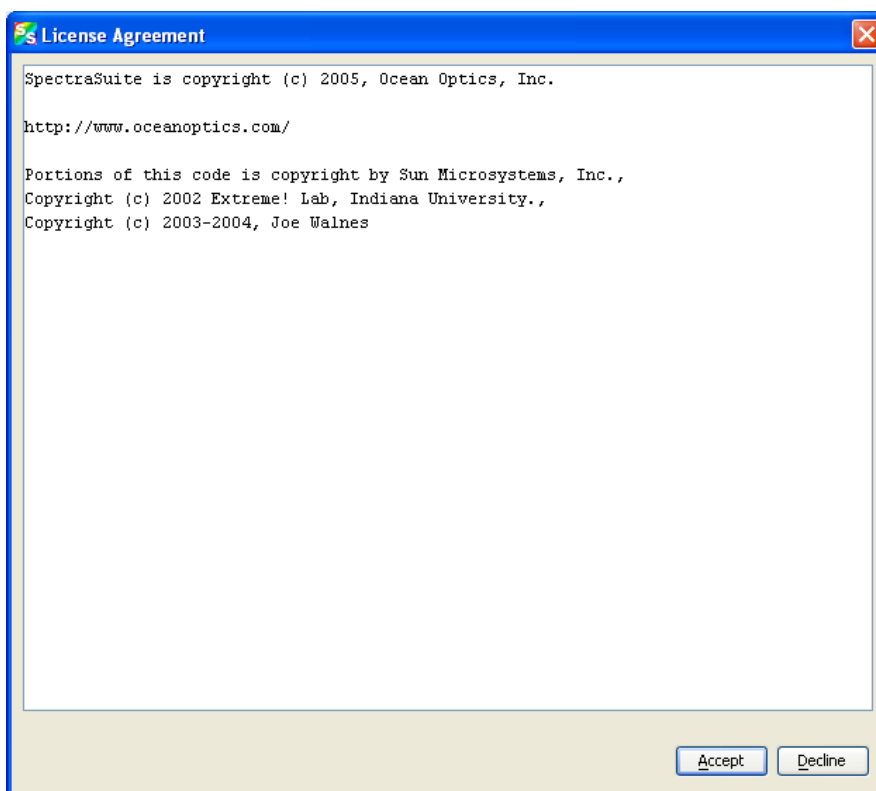 SS License Agreement
SpectraSuite is copyright (c) 2005, Ocean Optics, Inc.
http://www.oceanoptics.com/
Portions of this code is copyright by Sun Microsystems, Inc.,
Copyright (c) 2002 Extreme! Lab, Indiana University.,
Copyright (c) 2003-2004, Joe Walnes
Accept Decline